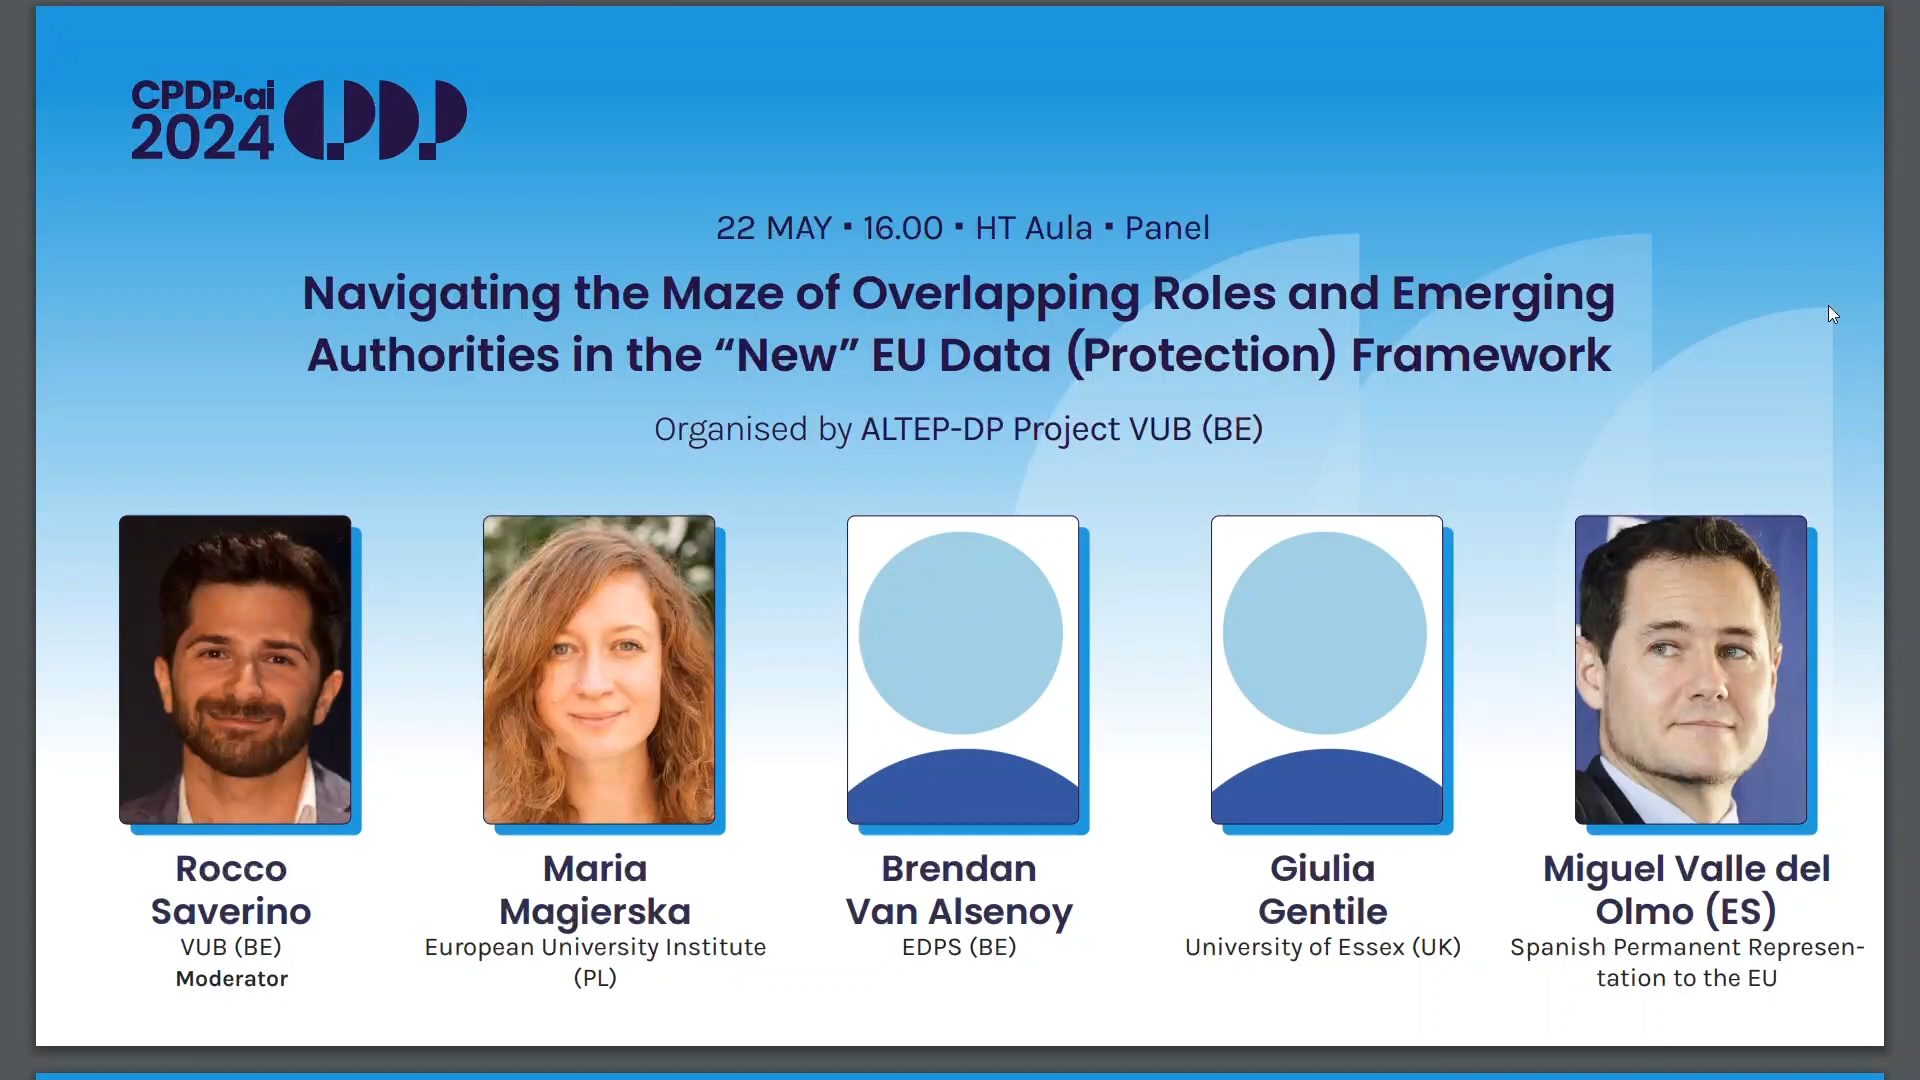 CPDP.ai
2024
22 MAY ▪ 16.00 ▪ HT Aula ▪ Panel
Navigating the Maze of Overlapping Roles and Emerging
Authorities in the “New” EU Data (Protection) Framework
Organised by ALTEP-DP Project VUB (BE)
Rocco
Saverino
VUB (BE)
Moderator
Maria
Magierska
European University Institute
(PL)
Brendan
Van Alsenoy
EDPS (BE)
Giulia
Gentile
University of Essex (UK)
Miguel Valle del
Olmo (ES)
Spanish Permanent Represen-
tation to the EU